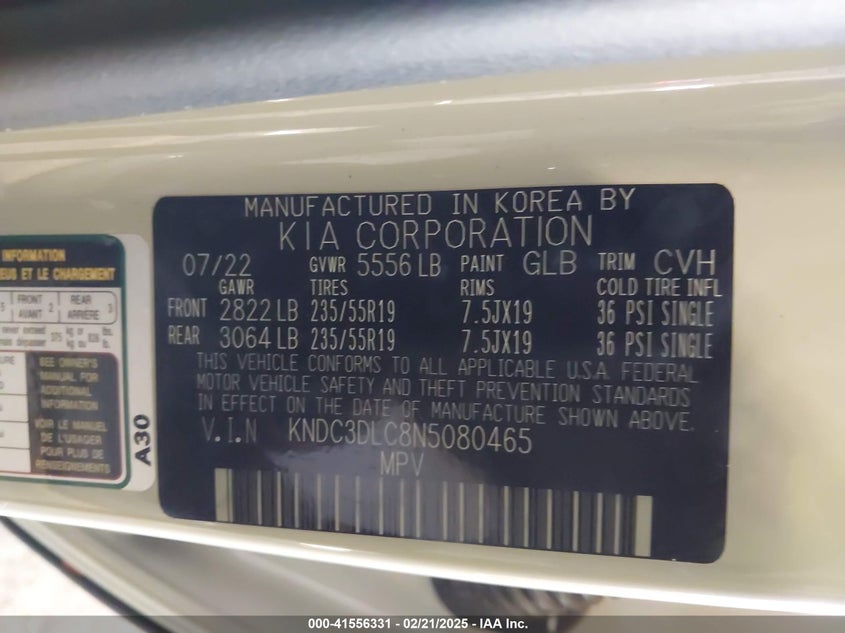 MANUFACTURED IN KOREA BY
KIA CORPORATION
07/22 GVWR 5556 LB PAINT GLB TRIM CVH
GAWR TIRES RIMS COLD TIRE INFL
FRONT 2822 LB 235/55R19 7.5JX19 36 PSI SINGLE
REAR 3064 LB 235/55R19 7.5JX19 36 PSI SINGLE
THIS VEHICLE CONFORMS TO ALL APPLICABLE U.S.A. FEDERAL
MOTOR VEHICLE SAFETY AND THEFT PREVENTION STANDARDS
IN EFFECT ON THE DATE OF MANUFACTURE SHOWN ABOVE.
V.I.N KNDC3DLC8N5080465
MPV
INFORMATION
ET LE CHARGEMENT
FRONT AVANT 2 REAR ARRIÈRE 3
never exceed
SEE OWNER'S
MANUAL FOR
ADDITIONAL
INFORMATION
VOIR LE MANUEL
DE L'USAGER
POUR PLUS DE
RENSEIGNEMENTS
A30
000-41556331 - 02/21/2025 - IAA Inc.